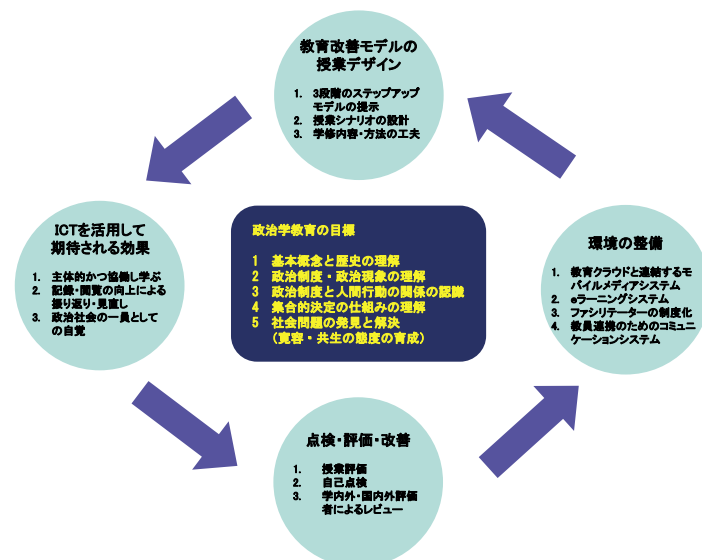 教育改善モデルの
授業デザイン
1. 3段階のステップアップ
モデルの提示
2. 授業シナリオの設計
3. 学修内容・方法の工夫
ICTを活用して
期待される効果
1. 主体的かつ協働し学ぶ
2. 記録・閲覧の向上による
振り返り・見直し
3. 政治社会の一員として
の自覚
政治学教育の目標
1 基本概念と歴史の理解
2 政治制度・政治現象の理解
3 政治制度と人間行動の関係の認識
4 集合的決定の仕組みの理解
5 社会問題の発見と解決
(寛容・共生の態度の育成)
環境の整備
1. 教育クラウドと連結するモ
バイルメディアシステム
2. eラーニングシステム
3. ファシリテーターの制度化
4. 教員連携のためのコミュニ
ケーションシステム
点検・評価・改善
1. 授業評価
2. 自己点検
3. 学内外・国内外評価
者によるレビュー